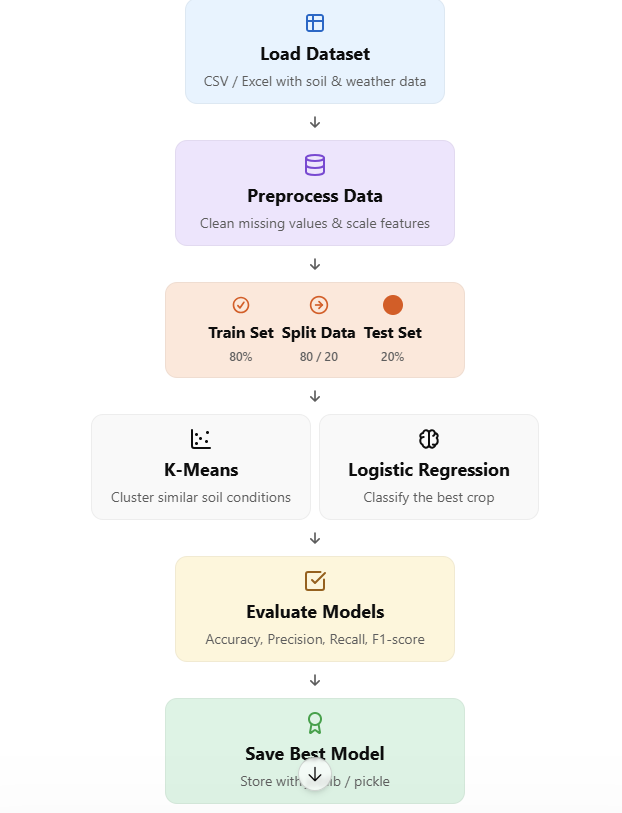 Load Dataset
CSV / Excel with soil & weather data
Preprocess Data
Clean missing values & scale features
Train Set Split Data Test Set
80% 80 / 20 20%
K-Means Logistic Regression
Cluster similar soil conditions Classify the best crop
Evaluate Models
Accuracy, Precision, Recall, F1-score
Save Best Model
Store with / pickle